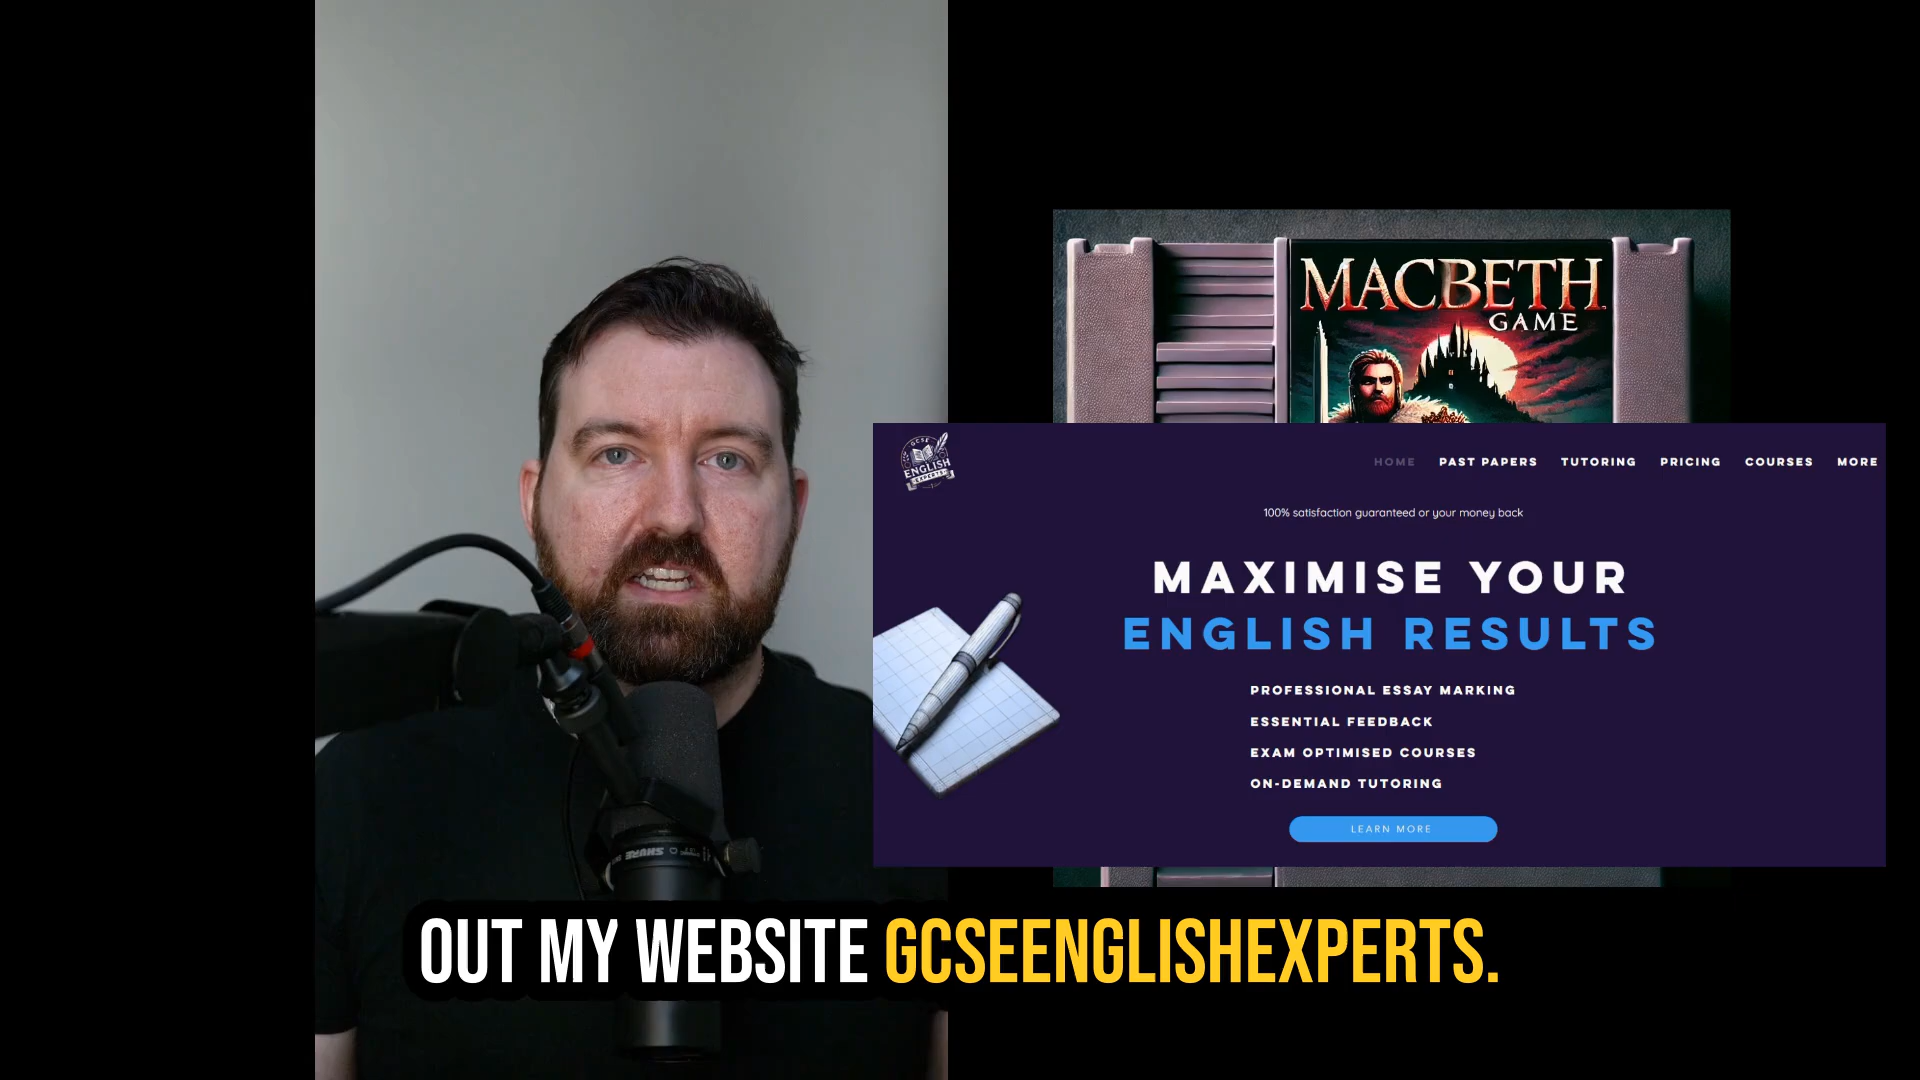 MACBETH
GAME
GCSE
ENGLISH
EXPERTS
HOME PAST PAPERS TUTORING PRICING COURSES MORE
100% satisfaction guaranteed or your money back
MAXIMISE YOUR
ENGLISH RESULTS
PROFESSIONAL ESSAY MARKING
ESSENTIAL FEEDBACK
EXAM OPTIMISED COURSES
ON-DEMAND TUTORING
LEARN MORE
SHURE
OUT MY WEBSITE GCSEENGLISHEXPERTS.